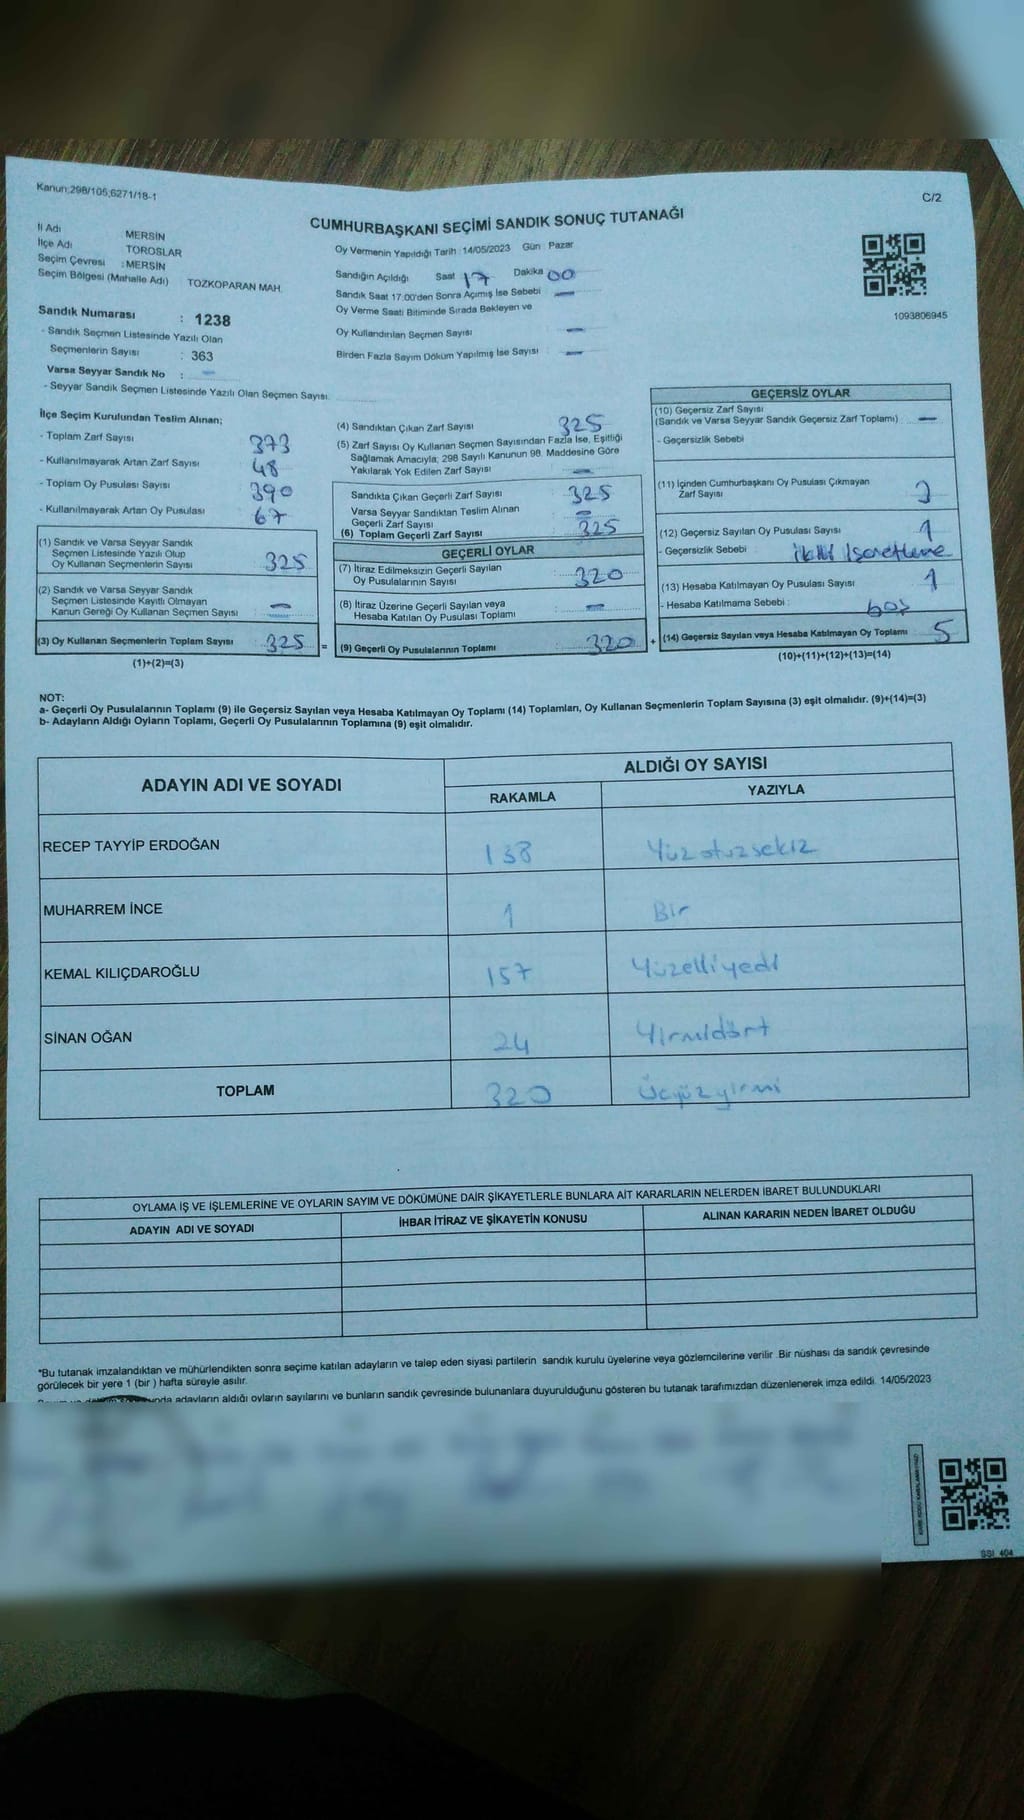 Kanun:298/105;6271/18-1
C/2
CUMHURBAŞKANI SEÇİMİ SANDIK SONUÇ TUTANAĞI
İl Adı : MERSİN
İlçe Adı : TOROSLAR
Seçim Çevresi : MERSİN
Seçim Bölgesi (Mahalle Adı) TOZKOPARAN MAH.
Oy Vermenin Yapıldığı Tarih :14/05/2023 Gün : Pazar
Sandığın Açıldığı Saat 17 Dakika 00
Sandık Saat 17:00'den Sonra Açımış İse Sebebi : —
Oy Verme Saati Bitiminde Sırada Bekleyen ve
Oy Kullandırılan Seçmen Sayısı : —
Birden Fazla Sayım Döküm Yapılmış İse Sayısı : —
1093806945
Sandık Numarası : 1238
- Sandık Seçmen Listesinde Yazılı Olan
Seçmenlerin Sayısı : 363
Varsa Seyyar Sandık No : —
- Seyyar Sandık Seçmen Listesinde Yazılı Olan Seçmen Sayısı:
İlçe Seçim Kurulundan Teslim Alınan;
- Toplam Zarf Sayısı : 373
- Kullanılmayarak Artan Zarf Sayısı : 48
- Toplam Oy Pusulası Sayısı : 390
- Kullanılmayarak Artan Oy Pusulası : 67
(1) Sandık ve Varsa Seyyar Sandık
Seçmen Listesinde Yazılı Olup
Oy Kullanan Seçmenlerin Sayısı : 325
(2) Sandık ve Varsa Seyyar Sandık
Seçmen Listesinde Kayıtlı Olmayan
Kanun Gereği Oy Kullanan Seçmen Sayısı : —
(3) Oy Kullanan Seçmenlerin Toplam Sayısı : 325 =
(1)+(2)=(3)
(4) Sandıktan Çıkan Zarf Sayısı : 325
(5) Zarf Sayısı Oy Kullanan Seçmen Sayısından Fazla İse, Eşitliği
Sağlamak Amacıyla; 298 Sayılı Kanunun 98. Maddesine Göre
Yakılarak Yok Edilen Zarf Sayısı : —
Sandıkta Çıkan Geçerli Zarf Sayısı : 325
Varsa Seyyar Sandıktan Teslim Alınan
Geçerli Zarf Sayısı : —
(6) Toplam Geçerli Zarf Sayısı : 325
GEÇERLİ OYLAR
(7) İtiraz Edilmeksizin Geçerli Sayılan
Oy Pusulalarının Sayısı : 320
(8) İtiraz Üzerine Geçerli Sayılan veya
Hesaba Katılan Oy Pusulası Toplamı : —
(9) Geçerli Oy Pusulalarının Toplamı : 320 +
GEÇERSİZ OYLAR
(10) Geçersiz Zarf Sayısı
(Sandık ve Varsa Seyyar Sandık Geçersiz Zarf Toplamı) : —
- Geçersizlik Sebebi :
(11) İçinden Cumhurbaşkanı Oy Pusulası Çıkmayan
Zarf Sayısı :
(12) Geçersiz Sayılan Oy Pusulası Sayısı : 1
- Geçersizlik Sebebi : ikili işaretleme
(13) Hesaba Katılmayan Oy Pusulası Sayısı : 1
- Hesaba Katılmama Sebebi : boş
(14) Geçersiz Sayılan veya Hesaba Katılmayan Oy Toplamı : 5
(10)+(11)+(12)+(13)=(14)
NOT:
a- Geçerli Oy Pusulalarının Toplamı (9) ile Geçersiz Sayılan veya Hesaba Katılmayan Oy Toplamı (14) Toplamları, Oy Kullanan Seçmenlerin Toplam Sayısına (3) eşit olmalıdır. (9)+(14)=(3)
b- Adayların Aldığı Oyların Toplamı, Geçerli Oy Pusulalarının Toplamına (9) eşit olmalıdır.
ADAYIN ADI VE SOYADI ALDIĞI OY SAYISI
RAKAMLA YAZIYLA
RECEP TAYYİP ERDOĞAN 138 Yüzotuzsekiz
MUHARREM İNCE 1 Bir
KEMAL KILIÇDAROĞLU 157 Yüzelliyedi
SİNAN OĞAN 24 Yirmidört
TOPLAM 320 Üçyüzyirmi
OYLAMA İŞ VE İŞLEMLERİNE VE OYLARIN SAYIM VE DÖKÜMÜNE DAİR ŞİKAYETLERLE BUNLARA AİT KARARLARIN NELERDEN İBARET BULUNDUKLARI
ADAYIN ADI VE SOYADI İHBAR İTİRAZ VE ŞİKAYETİN KONUSU ALINAN KARARIN NEDEN İBARET OLDUĞU
*Bu tutanak imzalandıktan ve mühürlendikten sonra seçime katılan adayların ve talep eden siyasi partilerin sandık kurulu üyelerine veya gözlemcilerine verilir .Bir nüshası da sandık çevresinde
görülecek bir yere 1 (bir ) hafta süreyle asılır.
adayların aldığı oyların sayılarını ve bunların sandık çevresinde bulunanlara duyurulduğunu gösteren bu tutanak tarafımızdan düzenlenerek imza edildi. 14/05/2023